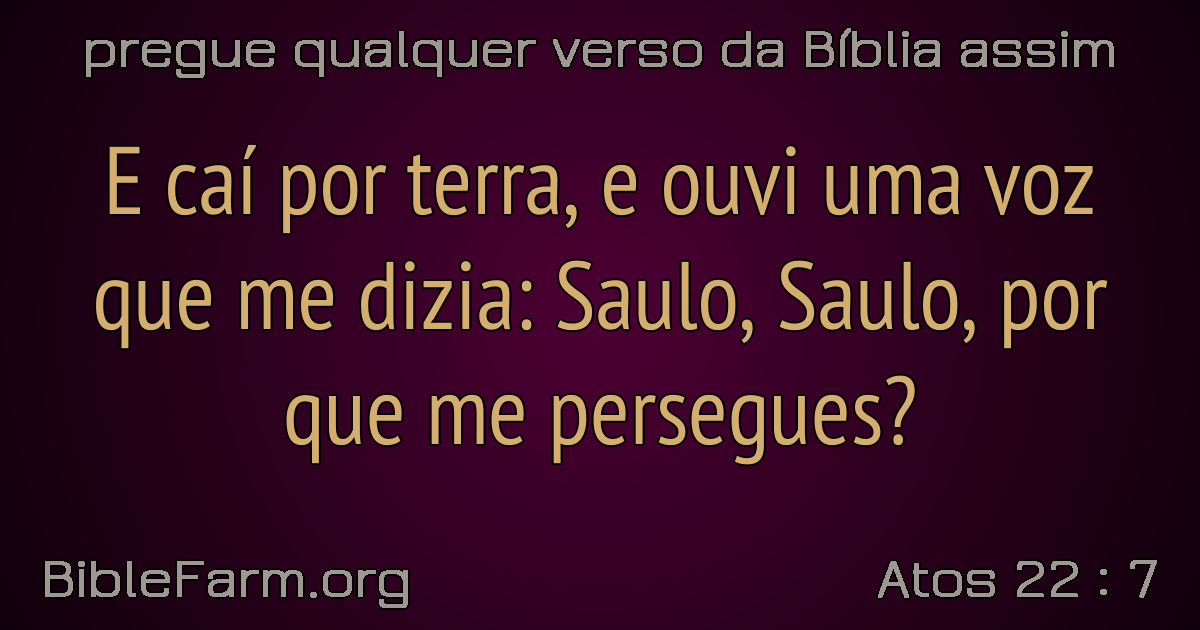 pregue qualquer verso da Bíblia assim
E caí por terra, e ouvi uma voz
que me dizia: Saulo, Saulo, por
que me persegues?
BibleFarm.org
Atos 22 : 7